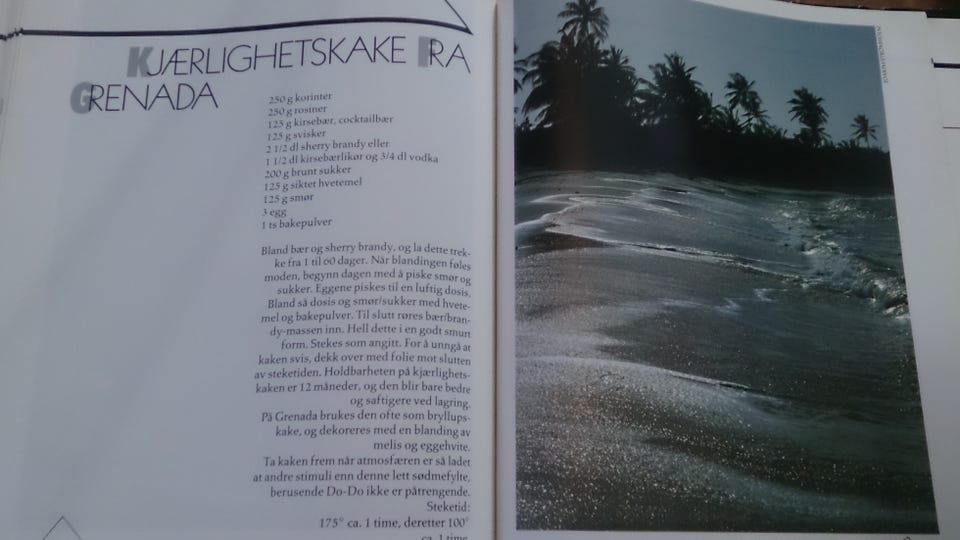 KJÆRLIGHETSKAKE FRA
GRENADA
250 g korinter
250 g rosiner
125 g kirsebær, cocktailbær
125 g svisker
2 1/2 dl sherry brandy eller
1 1/2 dl kirsebærlikør og 3/4 dl vodka
200 g brunt sukker
125 g siktet hvetemel
125 g smør
3 egg
1 ts bakepulver
Bland bær og sherry brandy, og la dette trek-
ke fra 1 til 60 dager. Når blandingen føles
moden, begynn dagen med å piske smør og
sukker. Eggene piskes til en luftig dosis.
Bland så dosis og smør/sukker med hvete-
mel og bakepulver. Til slutt røres bær/bran-
dy-massen inn. Hell dette i en godt smurt
form. Stekes som angitt. For å unngå at
kaken svis, dekk over med folie mot slutten
av steketiden. Holdbarheten på kjærlighets-
kaken er 12 måneder, og den blir bare bedre
og saftigere ved lagring.
På Grenada brukes den ofte som bryllups-
kake, og dekoreres med en blanding av
melis og eggehvite.
Ta kaken frem når atmosfæren er så ladet
at andre stimuli enn denne lett sødmefylte,
berusende Do-Do ikke er påtrengende.
Steketid:
175° ca. 1 time, deretter 100°
ca. 1 time.